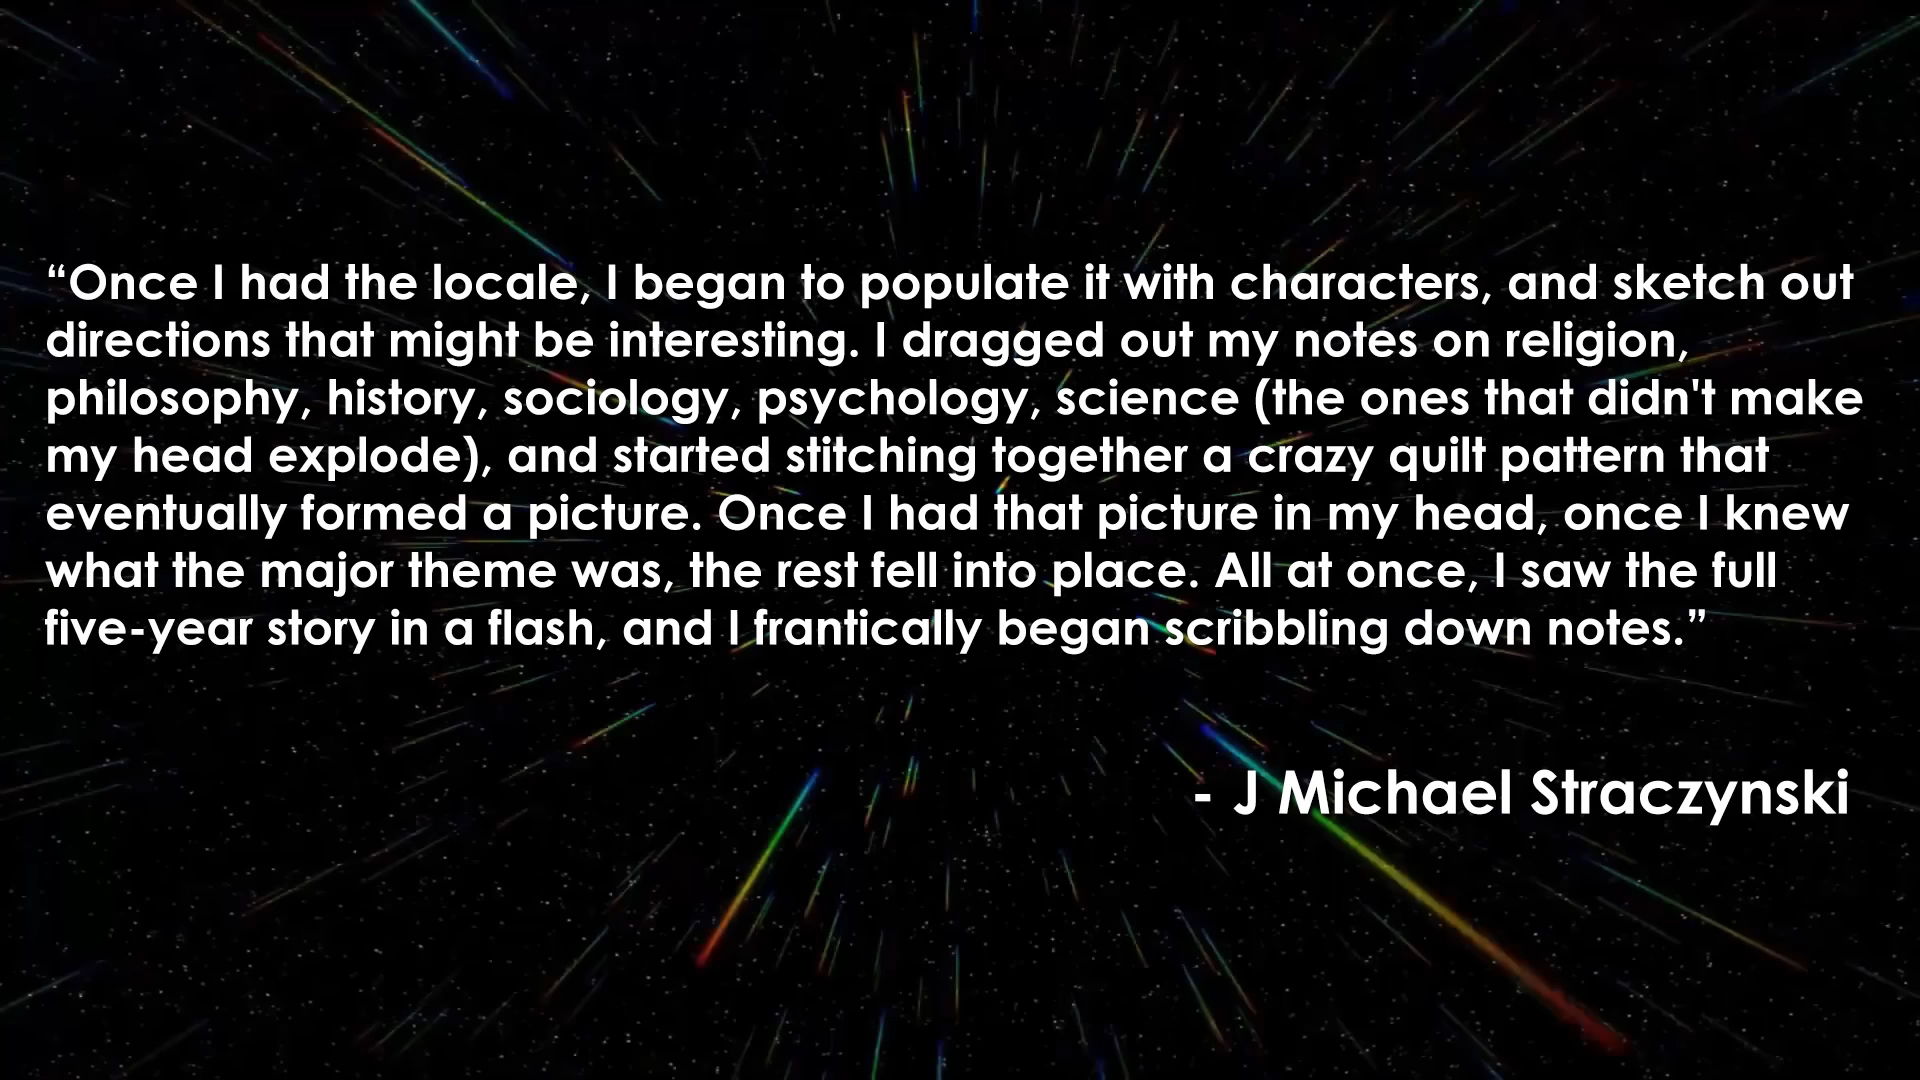 “Once I had the locale, I began to populate it with characters, and sketch out
directions that might be interesting. I dragged out my notes on religion,
philosophy, history, sociology, psychology, science (the ones that didn't make
my head explode), and started stitching together a crazy quilt pattern that
eventually formed a picture. Once I had that picture in my head, once I knew
what the major theme was, the rest fell into place. All at once, I saw the full
five-year story in a flash, and I frantically began scribbling down notes.”
- J Michael Straczynski